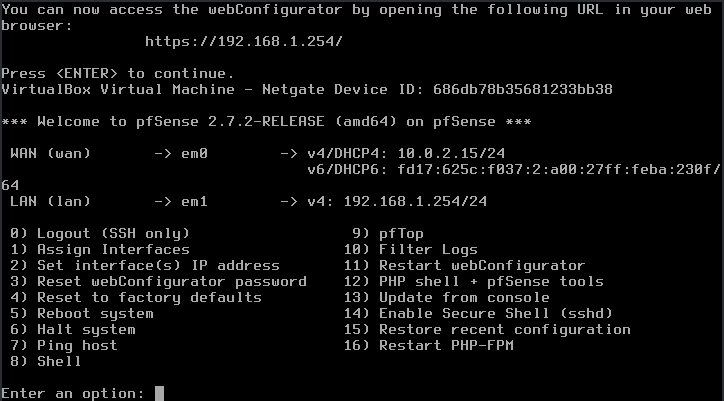 You can now access the webConfigurator by opening the following URL in your web
browser:
https://192.168.1.254/
Press <ENTER> to continue.
VirtualBox Virtual Machine - Netgate Device ID: 686db78b35681233bb38
*** Welcome to pfSense 2.7.2-RELEASE (amd64) on pfSense ***
WAN (wan)       -> em0        -> v4/DHCP4: 10.0.2.15/24
v6/DHCP6: fd17:625c:f037:2:a00:27ff:feba:230f/
64
LAN (lan)       -> em1        -> v4: 192.168.1.254/24
0) Logout (SSH only)                  9) pfTop
1) Assign Interfaces                 10) Filter Logs
2) Set interface(s) IP address       11) Restart webConfigurator
3) Reset webConfigurator password    12) PHP shell + pfSense tools
4) Reset to factory defaults         13) Update from console
5) Reboot system                     14) Enable Secure Shell (sshd)
6) Halt system                       15) Restore recent configuration
7) Ping host                         16) Restart PHP-FPM
8) Shell
Enter an option: